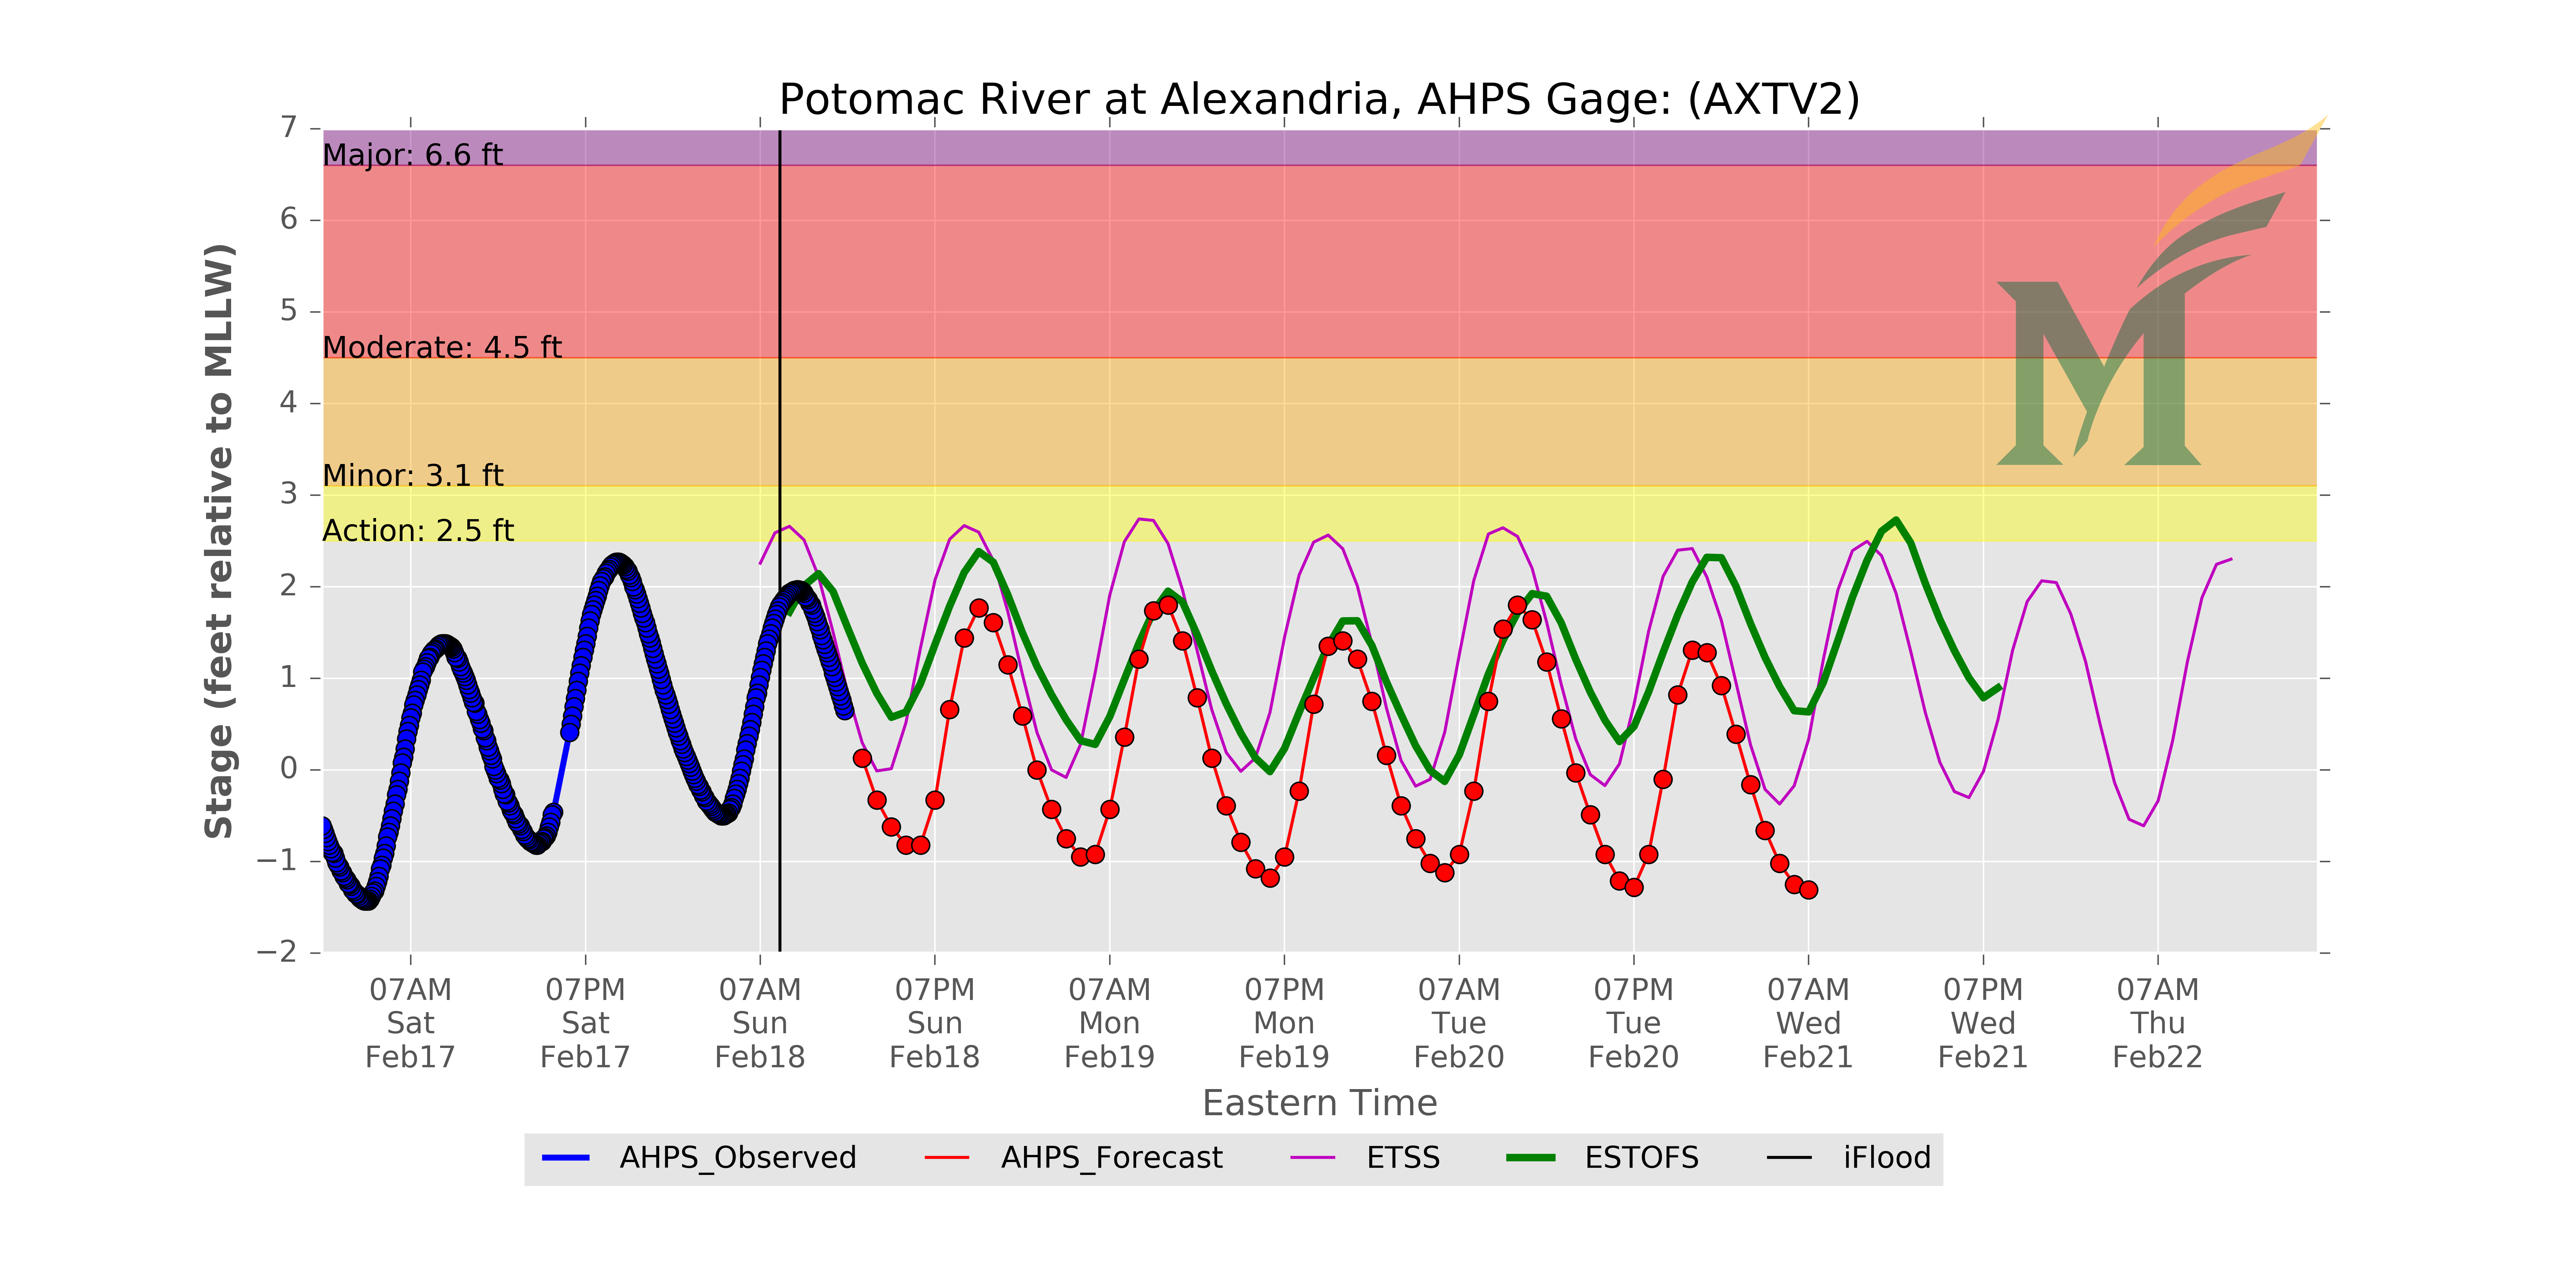 Potomac River at Alexandria, AHPS Gage: (AXTV2)
Stage (feet relative to MLLW)
7
6
5
4
3
2
1
0
−1
−2
Major: 6.6 ft
Moderate: 4.5 ft
Minor: 3.1 ft
Action: 2.5 ft
M
07AM Sat Feb17
07PM Sat Feb17
07AM Sun Feb18
07PM Sun Feb18
07AM Mon Feb19
07PM Mon Feb19
07AM Tue Feb20
07PM Tue Feb20
07AM Wed Feb21
07PM Wed Feb21
07AM Thu Feb22
Eastern Time
AHPS_Observed AHPS_Forecast ETSS ESTOFS iFlood